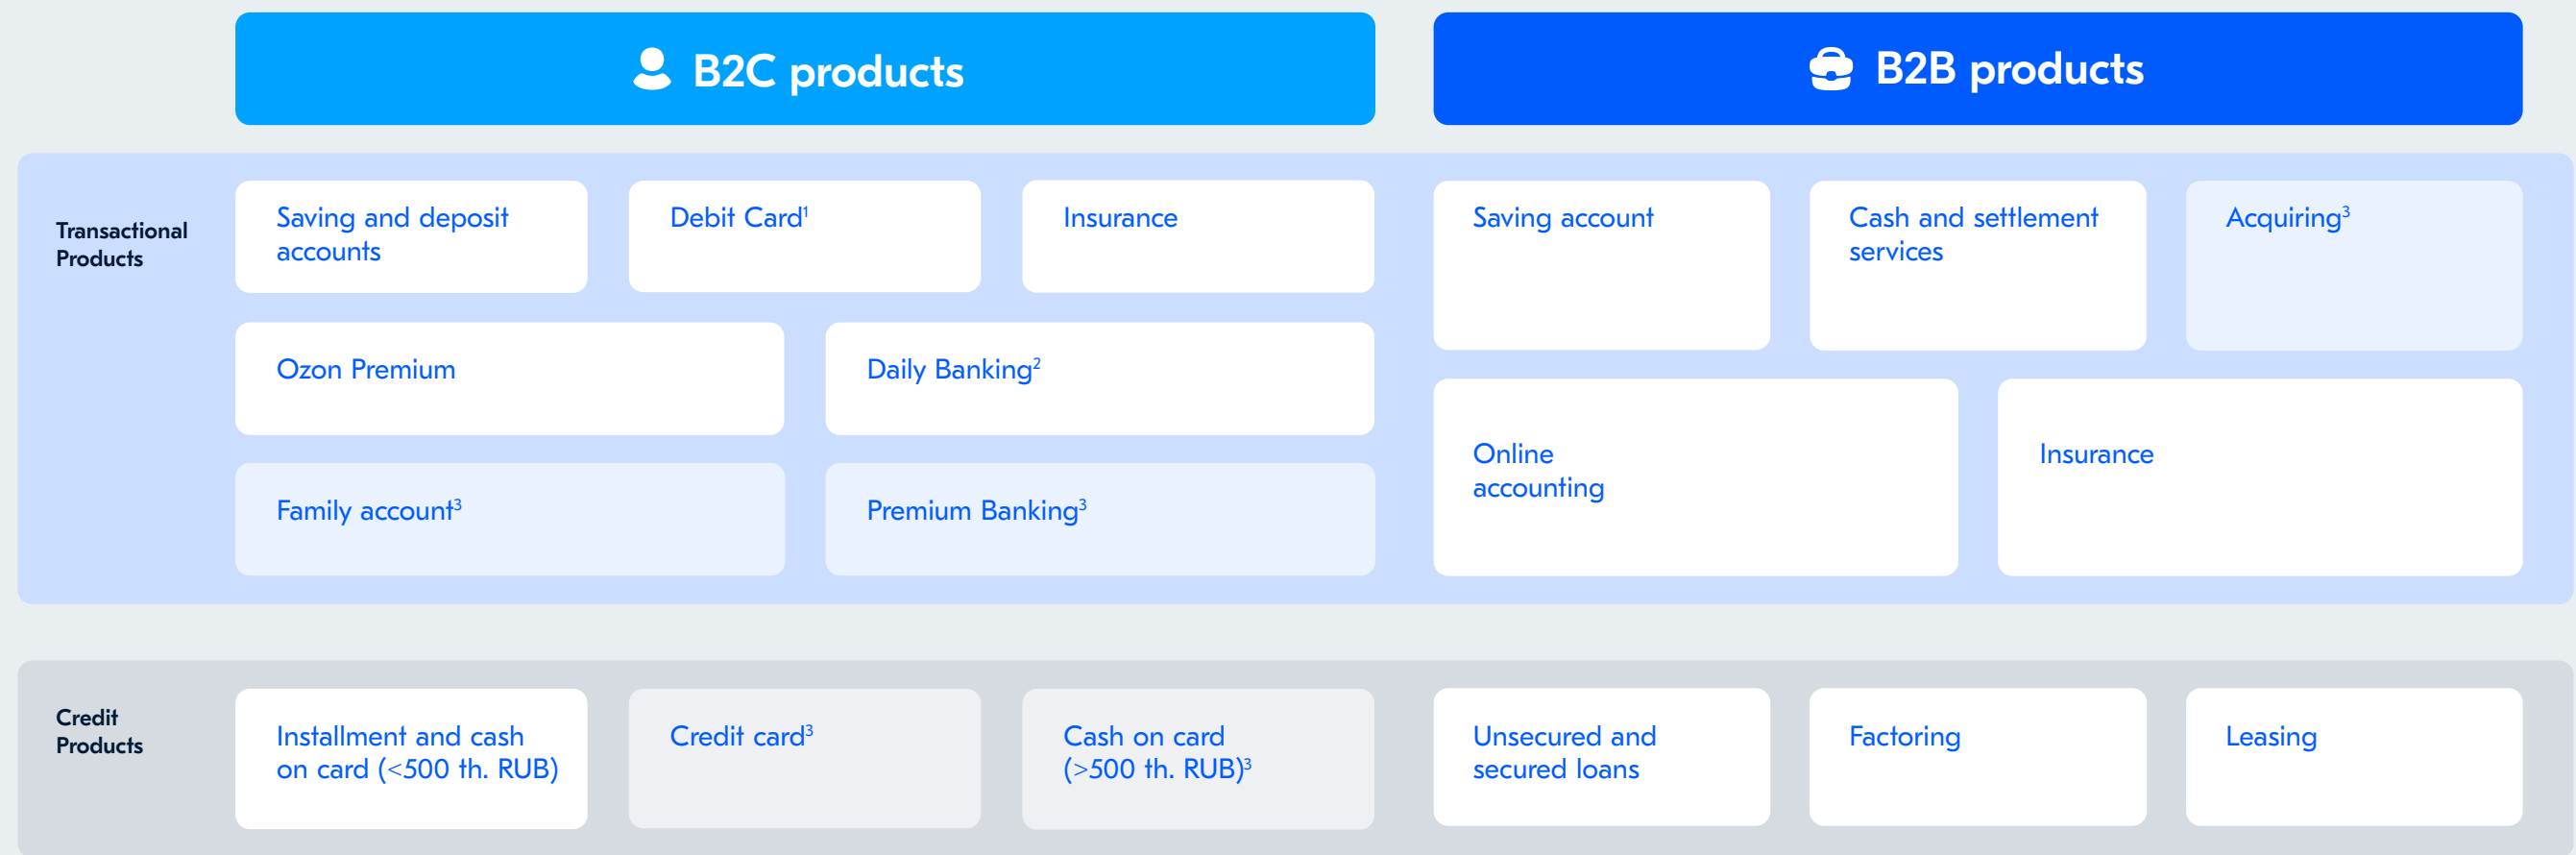 B2C products
B2B products
Transactional
Products
Saving and deposit
accounts
Debit Card¹
Insurance
Ozon Premium
Daily Banking²
Family account³
Premium Banking³
Saving account
Cash and settlement
services
Acquiring³
Online
accounting
Insurance
Credit
Products
Installment and cash
on card (<500 th. RUB)
Credit card³
Cash on card
(>500 th. RUB)³
Unsecured and
secured loans
Factoring
Leasing